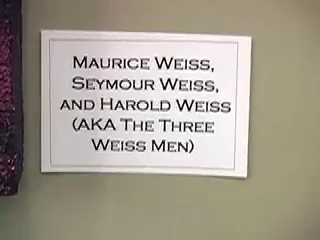 Maurice Weiss,
Seymour Weiss,
and Harold Weiss
(AKA The Three
Weiss Men)